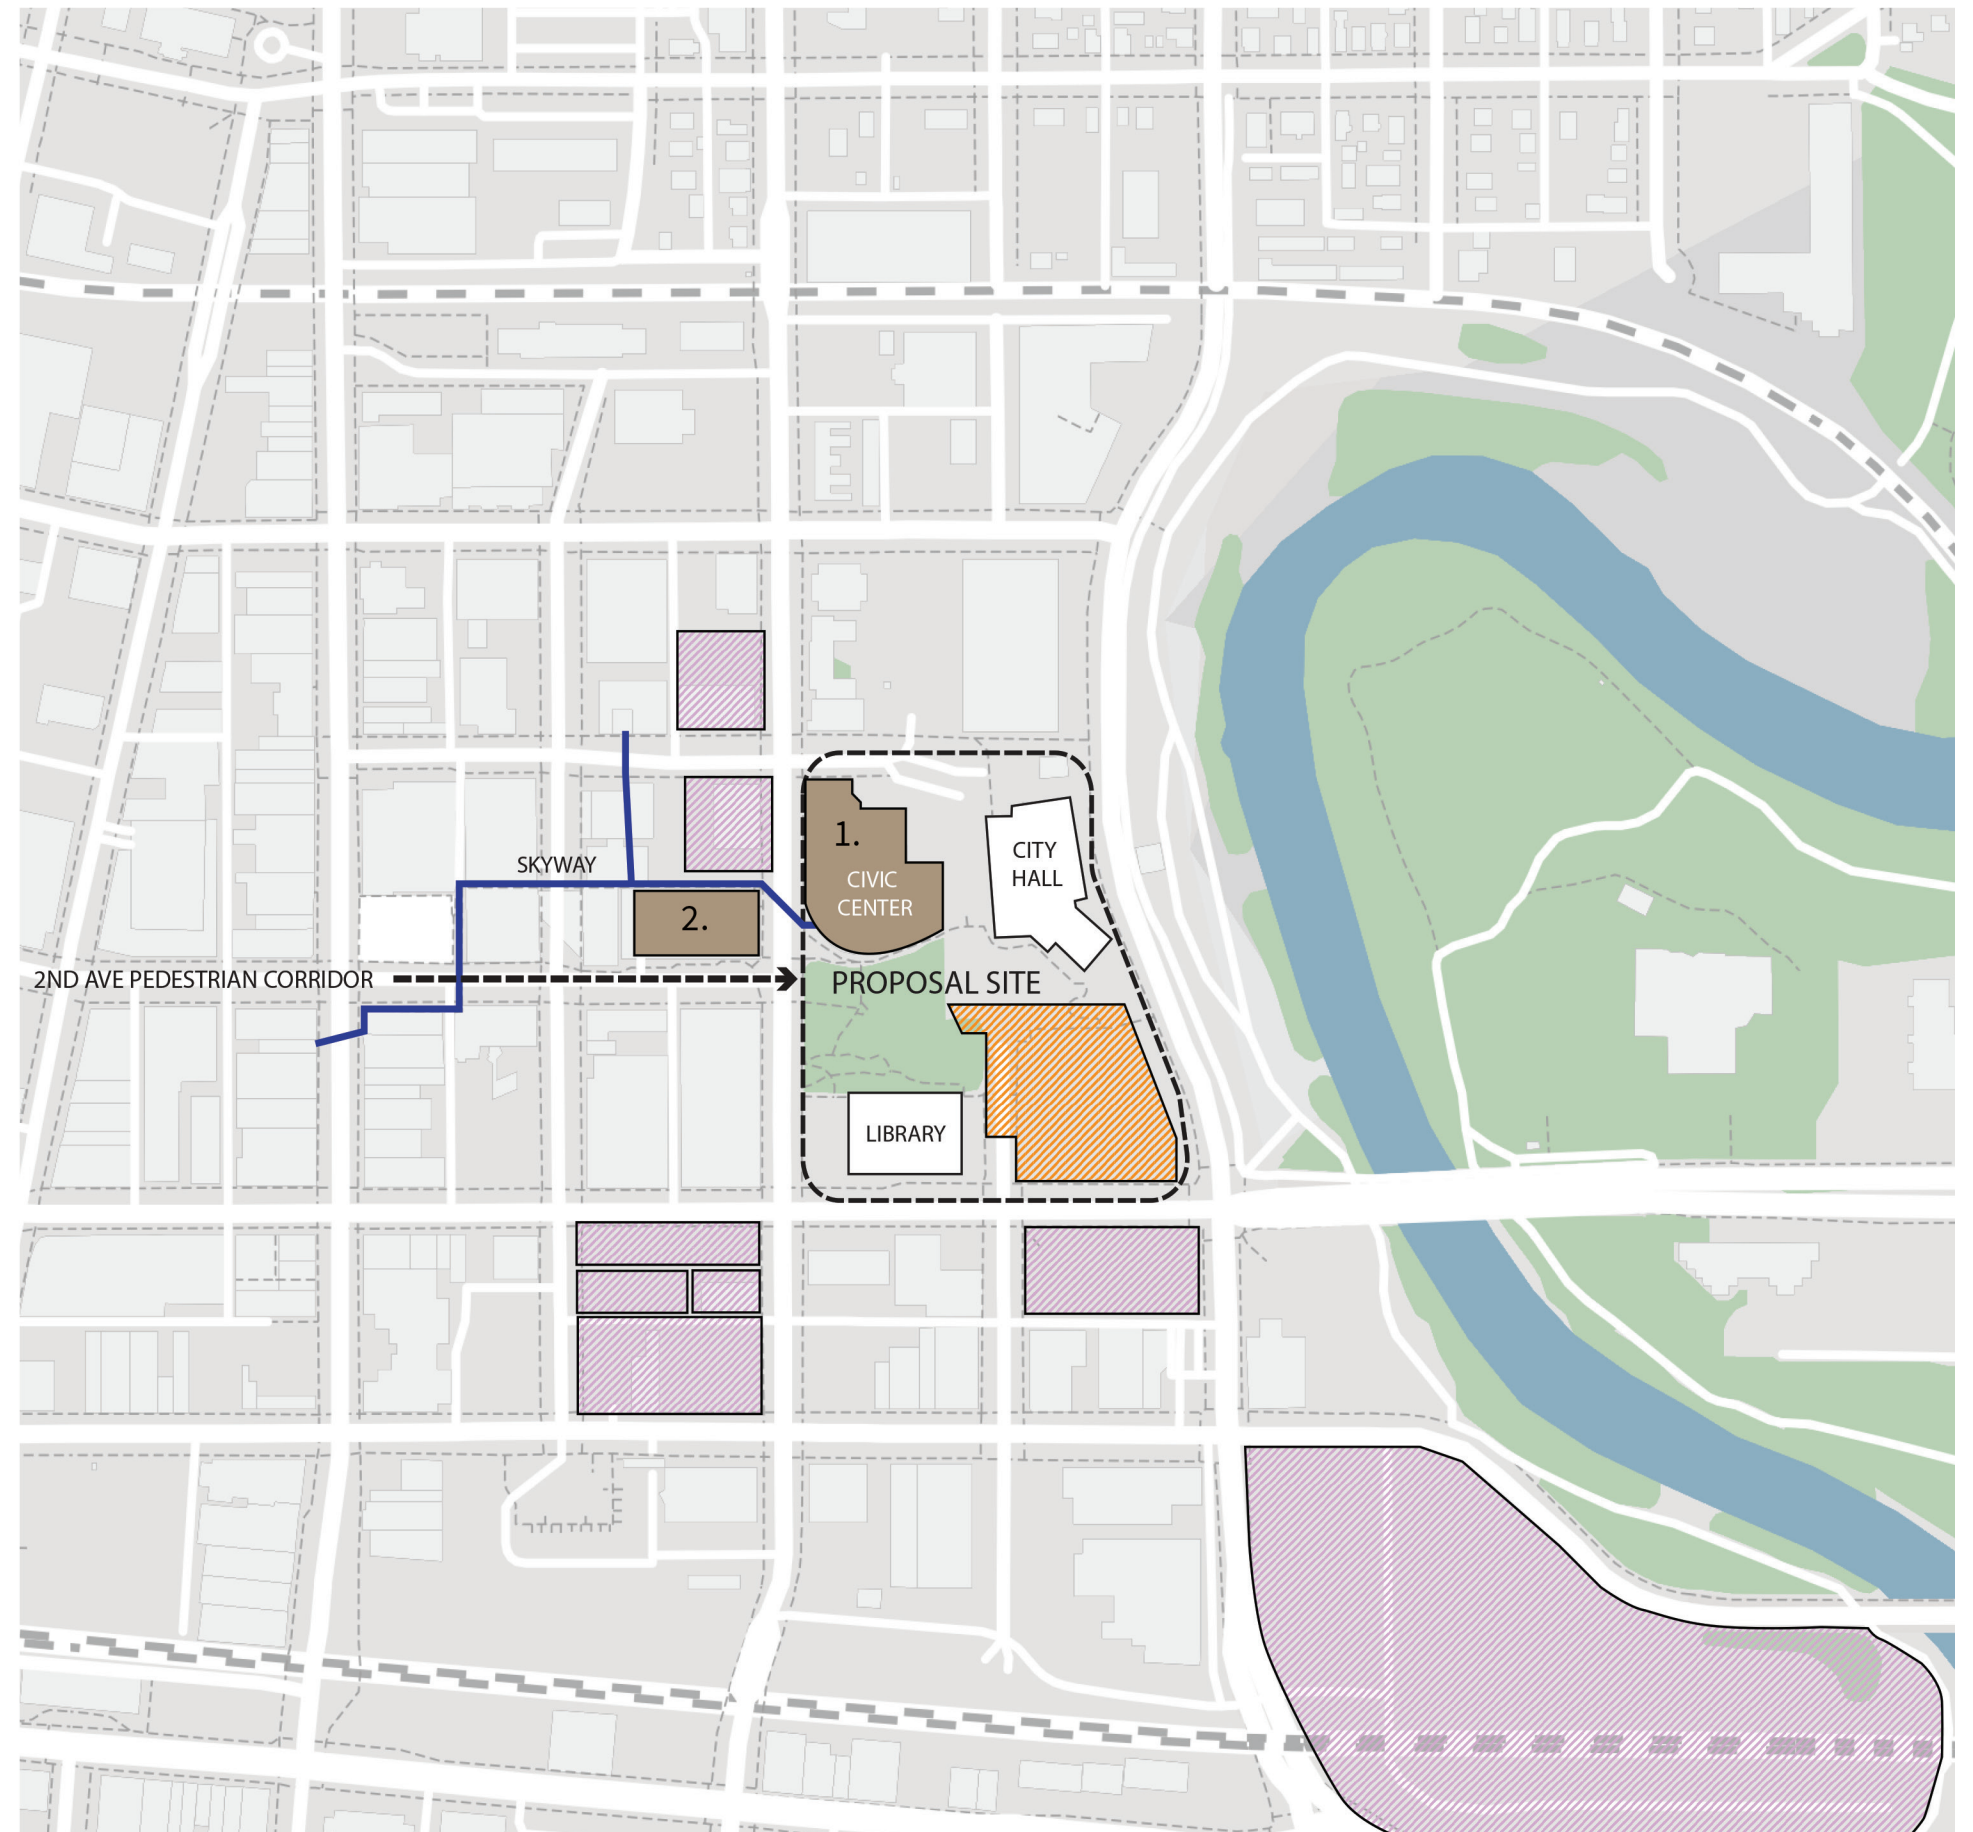 1.
CITY
HALL
SKYWAY
CIVIC
CENTER
2.
2ND AVE PEDESTRIAN CORRIDOR
PROPOSAL SITE
LIBRARY